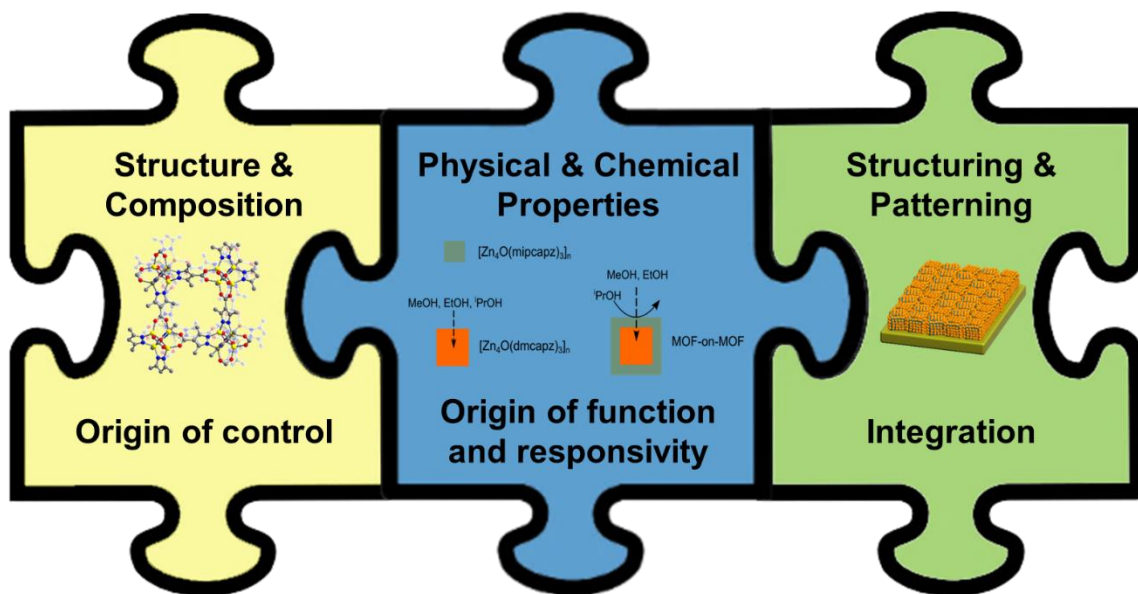 Structure &
Composition
Origin of control
Physical & Chemical
Properties
[Zn₄O(mipcapz)₃]ₙ
MeOH, EtOH, ⁱPrOH
[Zn₄O(dmcapz)₃]ₙ
MeOH, EtOH
ⁱPrOH
MOF-on-MOF
Origin of function
and responsivity
Structuring &
Patterning
Integration